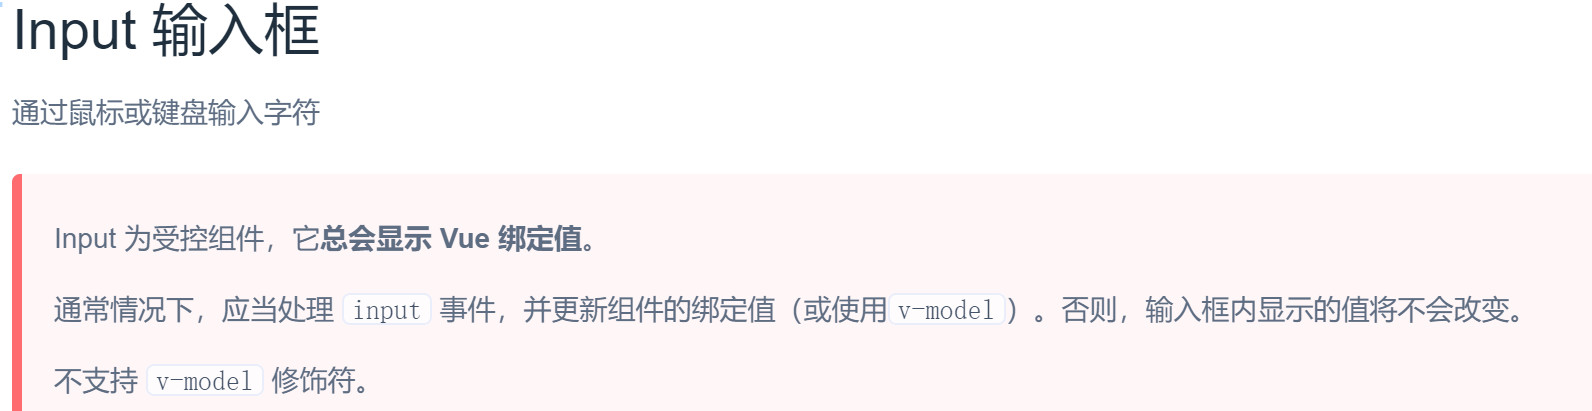 Input 输入框
通过鼠标或键盘输入字符
Input 为受控组件，它总会显示 Vue 绑定值。
通常情况下，应当处理 input 事件，并更新组件的绑定值（或使用v-model）。否则，输入框内显示的值将不会改变。
不支持 v-model 修饰符。